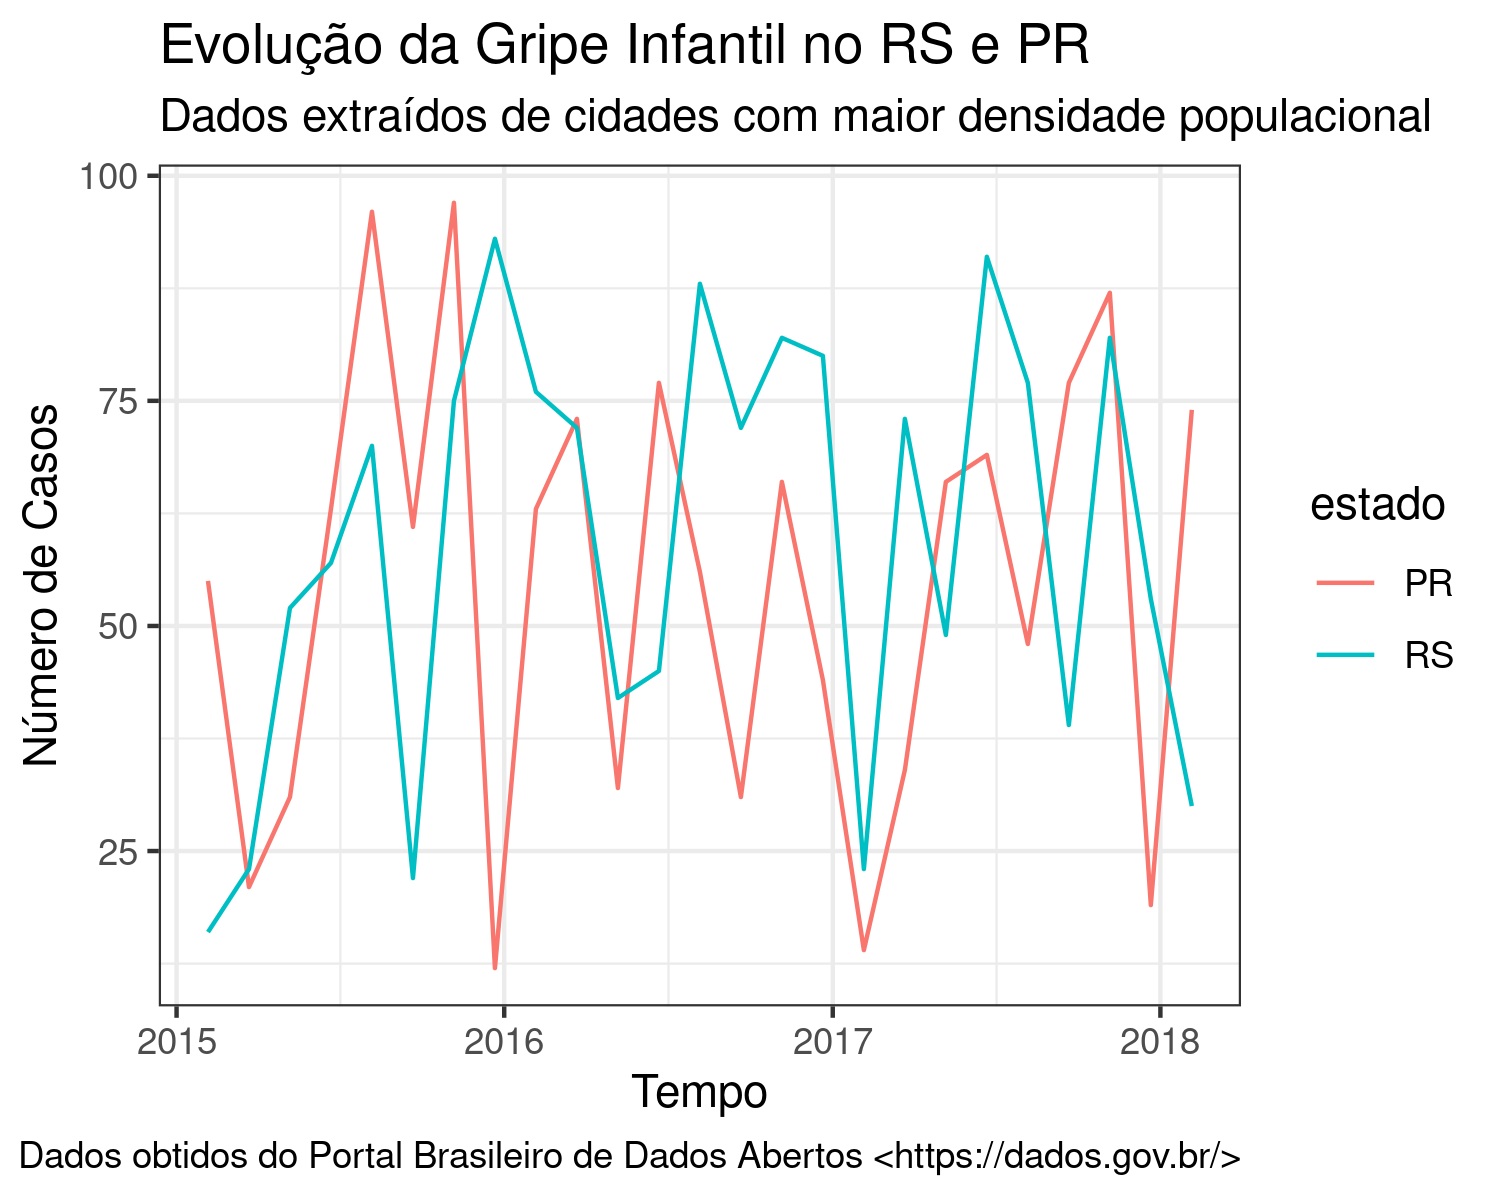 Evolução da Gripe Infantil no RS e PR
Dados extraídos de cidades com maior densidade populacional
100
75
50
25
Número de Casos
2015 2016 2017 2018
Tempo
estado
PR
RS
Dados obtidos do Portal Brasileiro de Dados Abertos <https://dados.gov.br/>